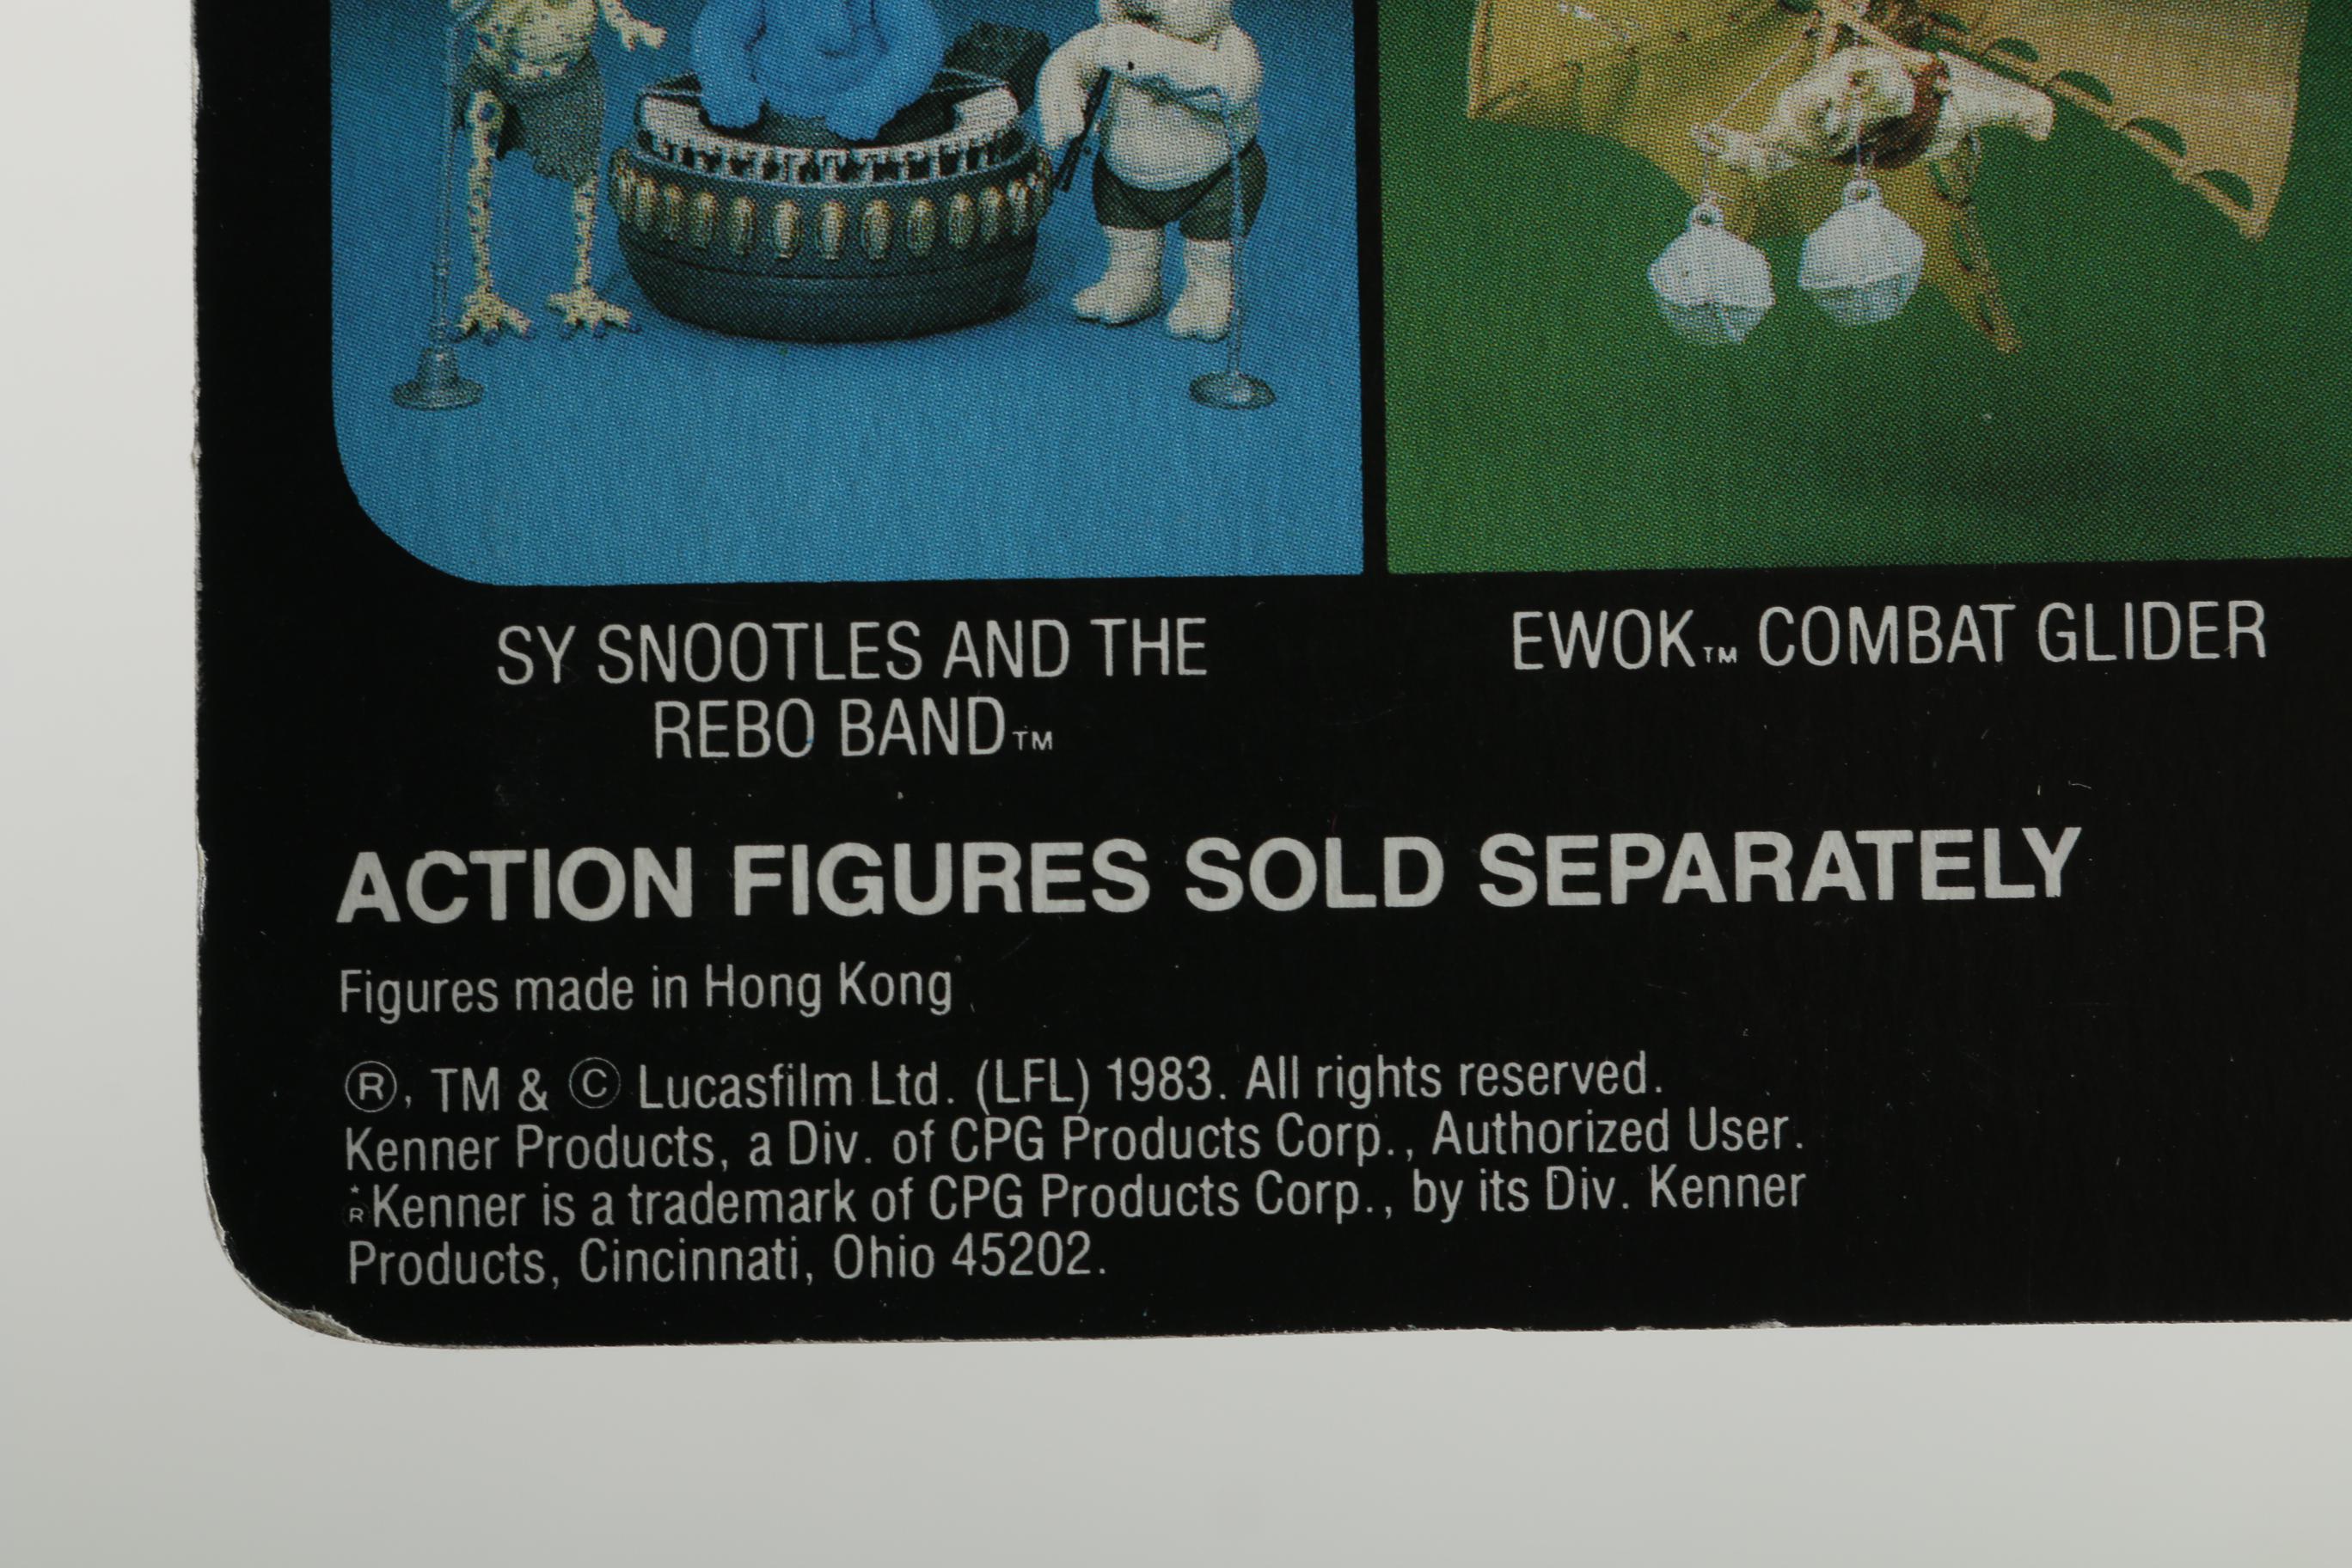 SY SNOOTLES AND THE
REBO BAND™
EWOK™ COMBAT GLIDER
ACTION FIGURES SOLD SEPARATELY
Figures made in Hong Kong
®, TM & © Lucasfilm Ltd. (LFL) 1983. All rights reserved.
Kenner Products, a Div. of CPG Products Corp., Authorized User.
*®Kenner is a trademark of CPG Products Corp., by its Div. Kenner
Products, Cincinnati, Ohio 45202.